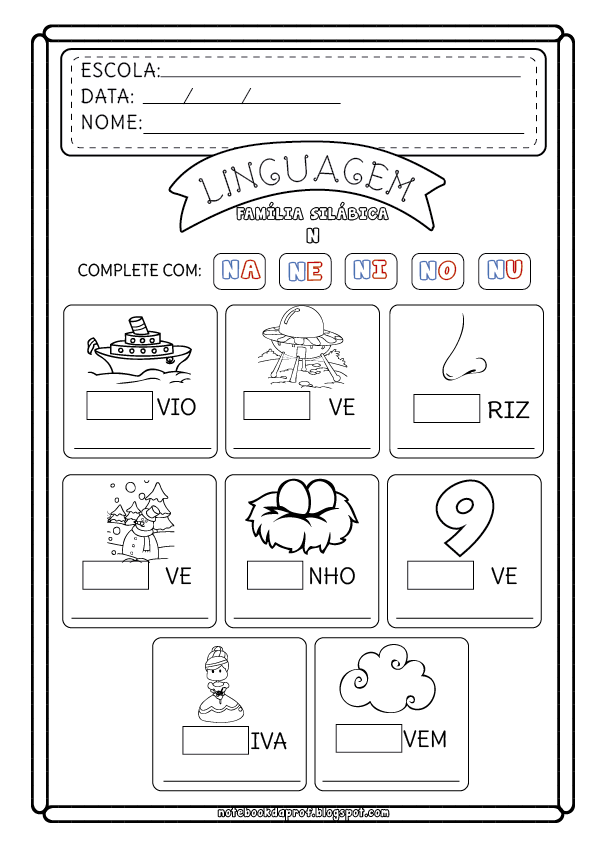 ESCOLA:
DATA: / /
NOME:
LINGUAGEM
FAMÍLIA SILÁBICA
N
COMPLETE COM: NA NE NI NO NU
VIO VE RIZ
VE NHO 9 VE
IVA VEM
notebookdaprof.blogspot.com